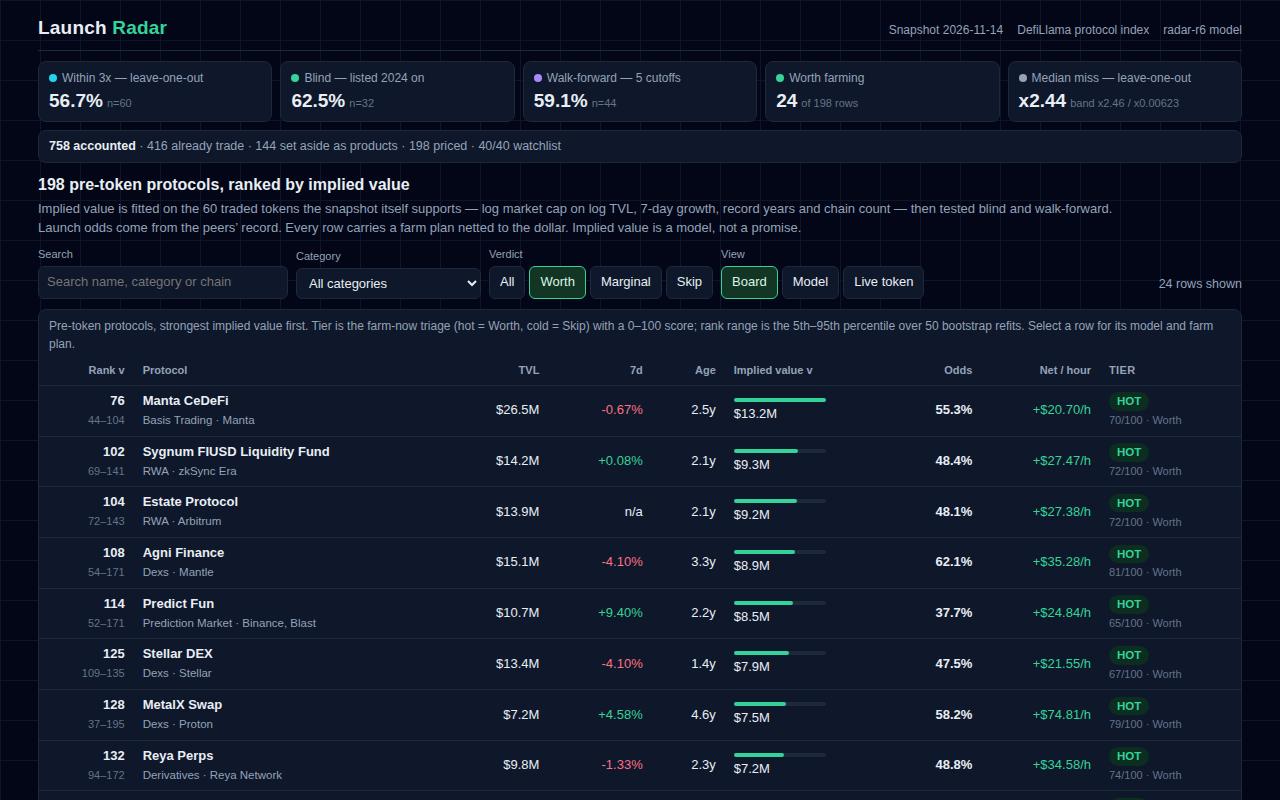 Launch Radar
Snapshot 2026-11-14 DefiLlama protocol index radar-r6 model
Within 3x — leave-one-out
56.7% n=60
Blind — listed 2024 on
62.5% n=32
Walk-forward — 5 cutoffs
59.1% n=44
Worth farming
24 of 198 rows
Median miss — leave-one-out
x2.44 band x2.46 / x0.00623
758 accounted · 416 already trade · 144 set aside as products · 198 priced · 40/40 watchlist
198 pre-token protocols, ranked by implied value
Implied value is fitted on the 60 traded tokens the snapshot itself supports — log market cap on log TVL, 7-day growth, record years and chain count — then tested blind and walk-forward.
Launch odds come from the peers’ record. Every row carries a farm plan netted to the dollar. Implied value is a model, not a promise.
Search Category Verdict View
Search name, category or chain All categories All Worth Marginal Skip Board Model Live token 24 rows shown
Pre-token protocols, strongest implied value first. Tier is the farm-now triage (hot = Worth, cold = Skip) with a 0–100 score; rank range is the 5th–95th percentile over 50 bootstrap refits. Select a row for its model and farm
plan.
Rank v Protocol TVL 7d Age Implied value v Odds Net / hour TIER
76 Manta CeDeFi $26.5M -0.67% 2.5y $13.2M 55.3% +$20.70/h HOT
44–104 Basis Trading · Manta 70/100 · Worth
102 Sygnum FIUSD Liquidity Fund $14.2M +0.08% 2.1y $9.3M 48.4% +$27.47/h HOT
69–141 RWA · zkSync Era 72/100 · Worth
104 Estate Protocol $13.9M n/a 2.1y $9.2M 48.1% +$27.38/h HOT
72–143 RWA · Arbitrum 72/100 · Worth
108 Agni Finance $15.1M -4.10% 3.3y $8.9M 62.1% +$35.28/h HOT
54–171 Dexs · Mantle 81/100 · Worth
114 Predict Fun $10.7M +9.40% 2.2y $8.5M 37.7% +$24.84/h HOT
52–171 Prediction Market · Binance, Blast 65/100 · Worth
125 Stellar DEX $13.4M -4.10% 1.4y $7.9M 47.5% +$21.55/h HOT
109–135 Dexs · Stellar 67/100 · Worth
128 MetalX Swap $7.2M +4.58% 4.6y $7.5M 58.2% +$74.81/h HOT
37–195 Dexs · Proton 79/100 · Worth
132 Reya Perps $9.8M -1.33% 2.3y $7.2M 48.8% +$34.58/h HOT
94–172 Derivatives · Reya Network 74/100 · Worth